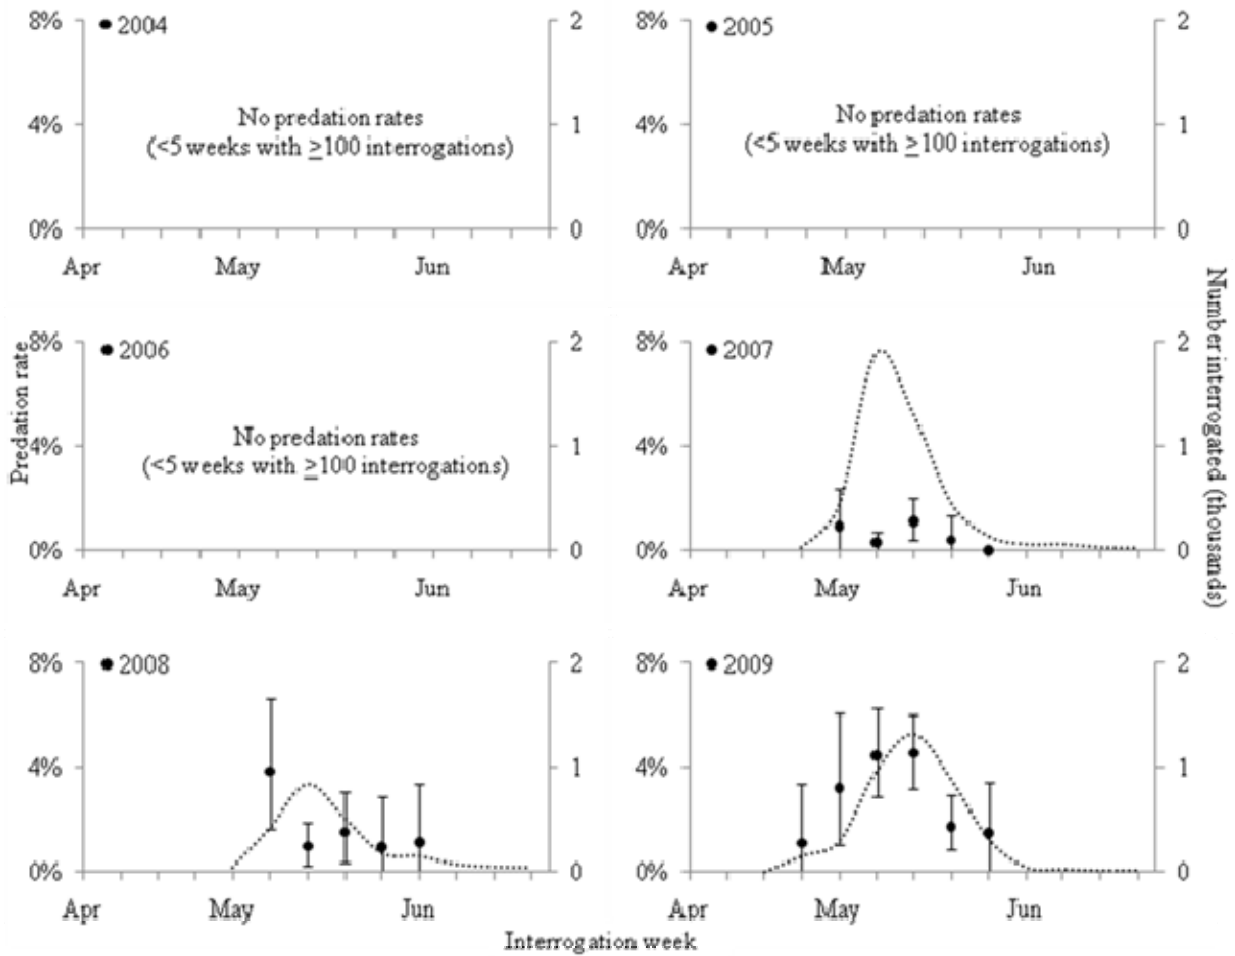 8%
2004
2
No predation rates
4%
1
(<5 weeks with ≥100 interrogations)
0%
0
Apr
May
Jun
8%
2005
2
No predation rates
4%
1
(<5 weeks with ≥100 interrogations)
0%
0
Apr
May
Jun
Predation rate
8%
2006
2
No predation rates
4%
1
(<5 weeks with ≥100 interrogations)
0%
0
Apr
May
Jun
8%
2007
2
4%
1
0%
0
Apr
May
Jun
Number interrogated (thousands)
8%
2008
2
4%
1
0%
0
Apr
May
Jun
8%
2009
2
4%
1
0%
0
Apr
May
Jun
Interrogation week